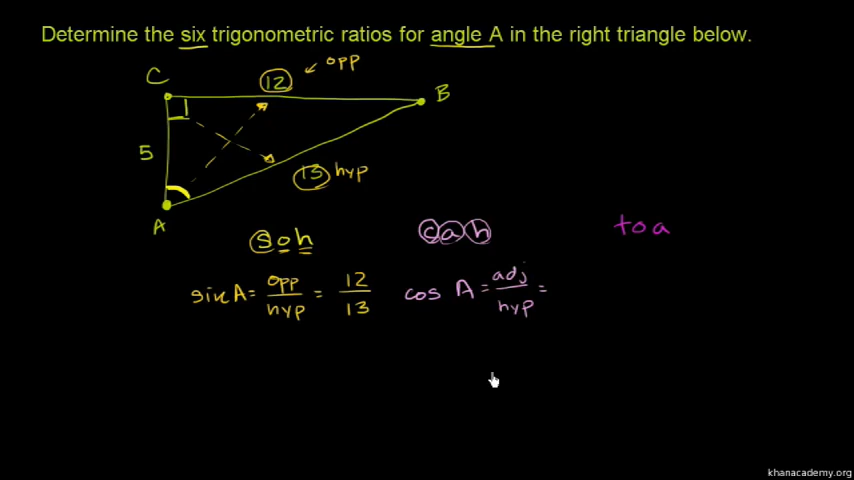 Determine the six trigonometric ratios for angle A in the right triangle below.
C
12
opp
B
5
13 hyp
A
soh
cah
toa
sin A = opp/hyp = 12/13
cos A = adj/hyp =
khanacademy.org